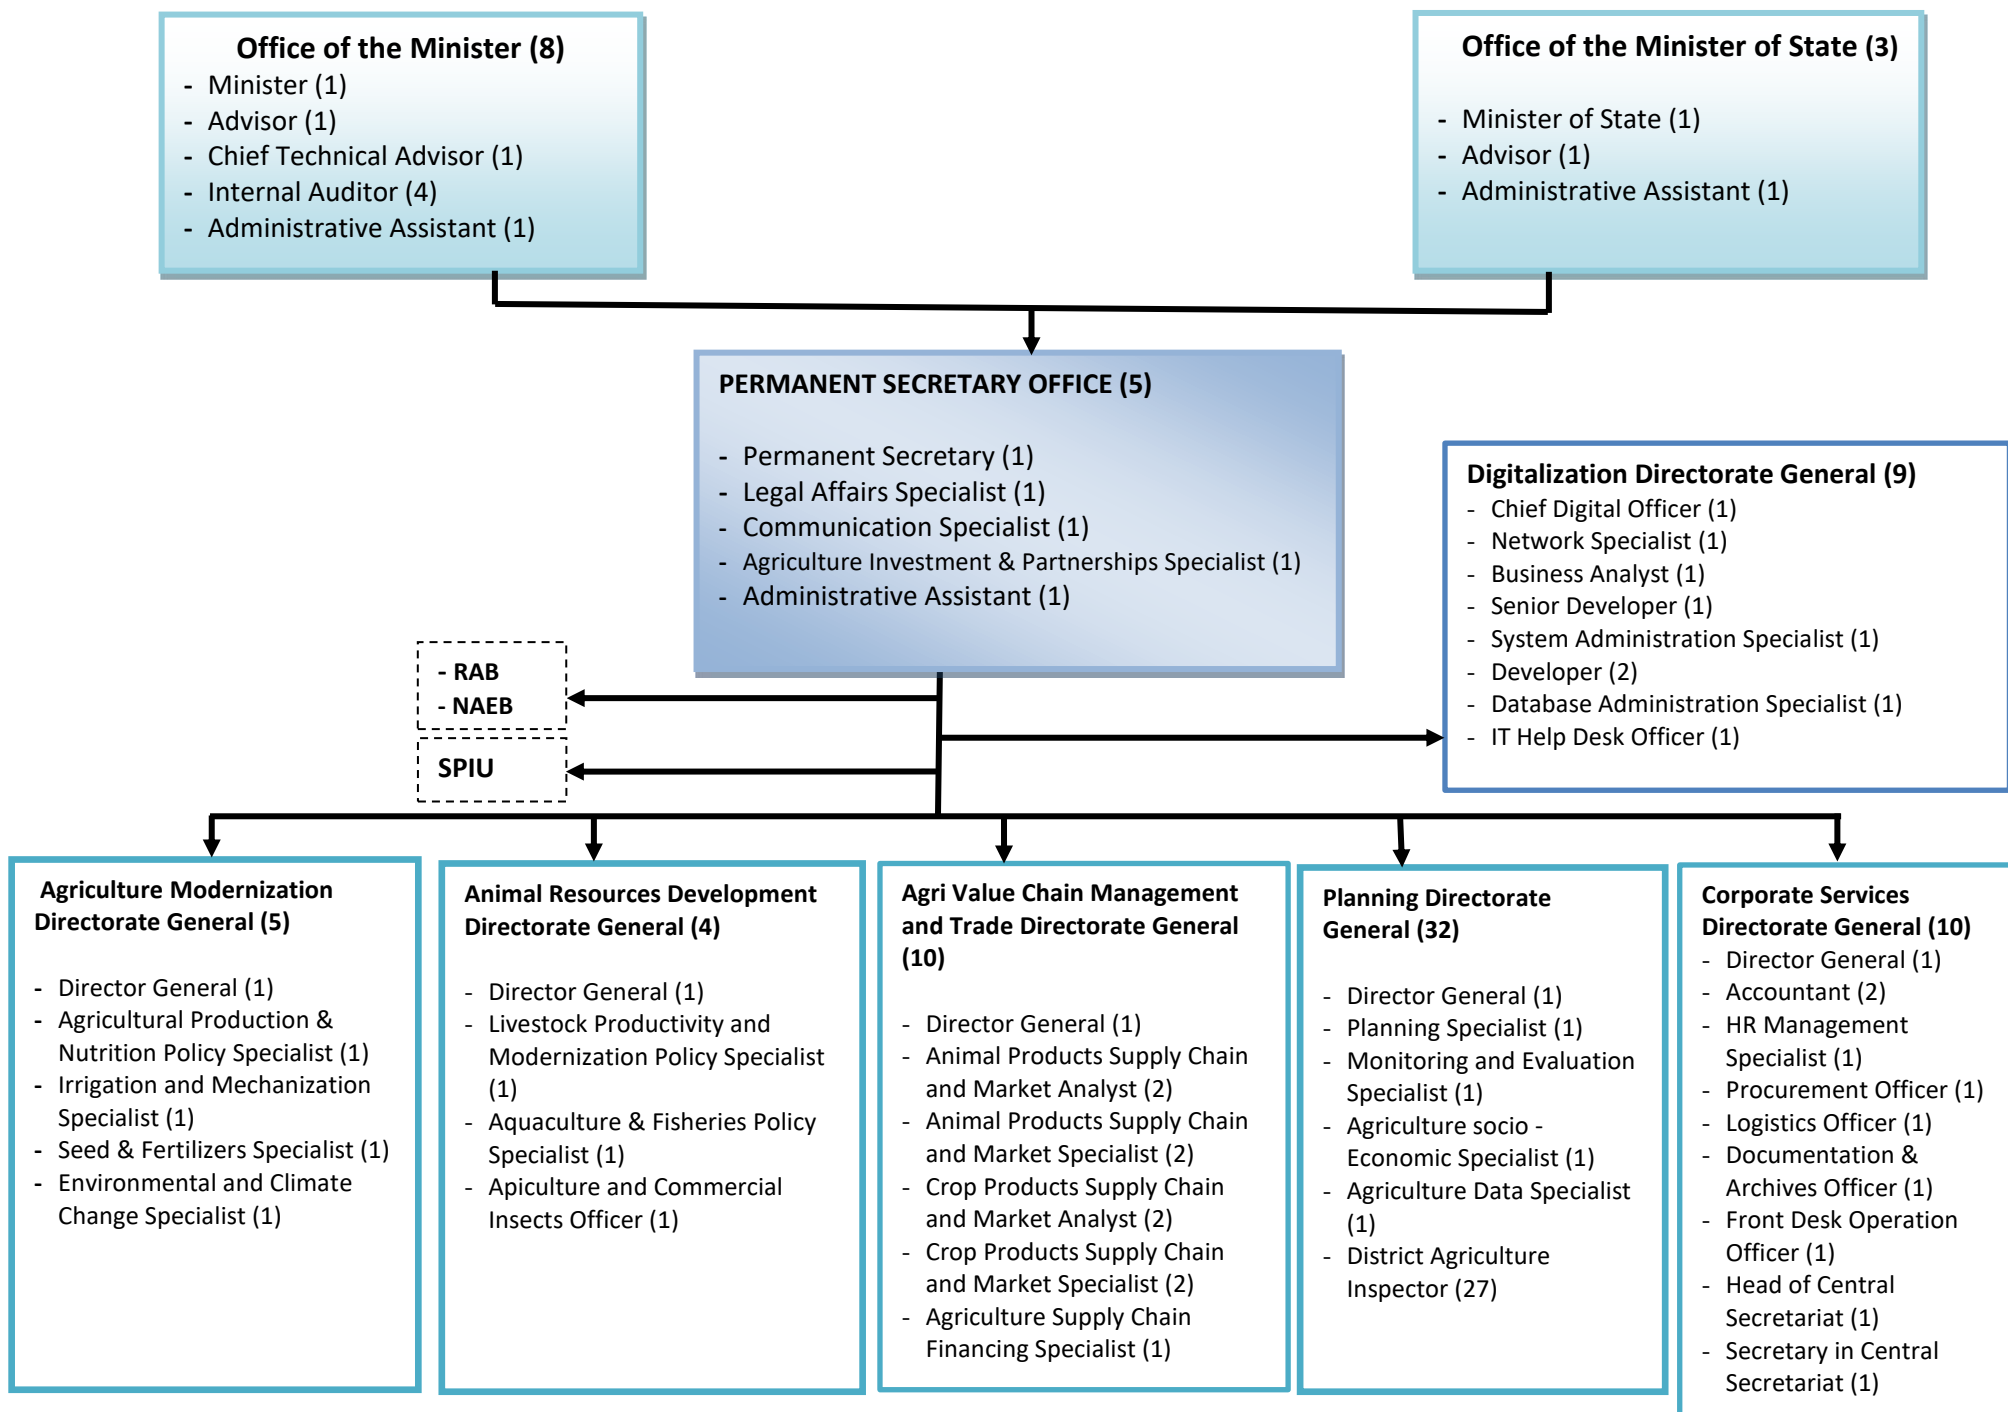 Office of the Minister (8)
- Minister (1)
- Advisor (1)
- Chief Technical Advisor (1)
- Internal Auditor (4)
- Administrative Assistant (1)
Office of the Minister of State (3)
- Minister of State (1)
- Advisor (1)
- Administrative Assistant (1)
PERMANENT SECRETARY OFFICE (5)
- Permanent Secretary (1)
- Legal Affairs Specialist (1)
- Communication Specialist (1)
- Agriculture Investment & Partnerships Specialist (1)
- Administrative Assistant (1)
Digitalization Directorate General (9)
- Chief Digital Officer (1)
- Network Specialist (1)
- Business Analyst (1)
- Senior Developer (1)
- System Administration Specialist (1)
- Developer (2)
- Database Administration Specialist (1)
- IT Help Desk Officer (1)
- RAB
- NAEB
SPIU
Agriculture Modernization
Directorate General (5)
- Director General (1)
- Agricultural Production &
Nutrition Policy Specialist (1)
- Irrigation and Mechanization
Specialist (1)
- Seed & Fertilizers Specialist (1)
- Environmental and Climate
Change Specialist (1)
Animal Resources Development
Directorate General (4)
- Director General (1)
- Livestock Productivity and
Modernization Policy Specialist
(1)
- Aquaculture & Fisheries Policy
Specialist (1)
- Apiculture and Commercial
Insects Officer (1)
Agri Value Chain Management
and Trade Directorate General
(10)
- Director General (1)
- Animal Products Supply Chain
and Market Analyst (2)
- Animal Products Supply Chain
and Market Specialist (2)
- Crop Products Supply Chain
and Market Analyst (2)
- Crop Products Supply Chain
and Market Specialist (2)
- Agriculture Supply Chain
Financing Specialist (1)
Planning Directorate
General (32)
- Director General (1)
- Planning Specialist (1)
- Monitoring and Evaluation
Specialist (1)
- Agriculture socio -
Economic Specialist (1)
- Agriculture Data Specialist
(1)
- District Agriculture
Inspector (27)
Corporate Services
Directorate General (10)
- Director General (1)
- Accountant (2)
- HR Management
Specialist (1)
- Procurement Officer (1)
- Logistics Officer (1)
- Documentation &
Archives Officer (1)
- Front Desk Operation
Officer (1)
- Head of Central
Secretariat (1)
- Secretary in Central
Secretariat (1)